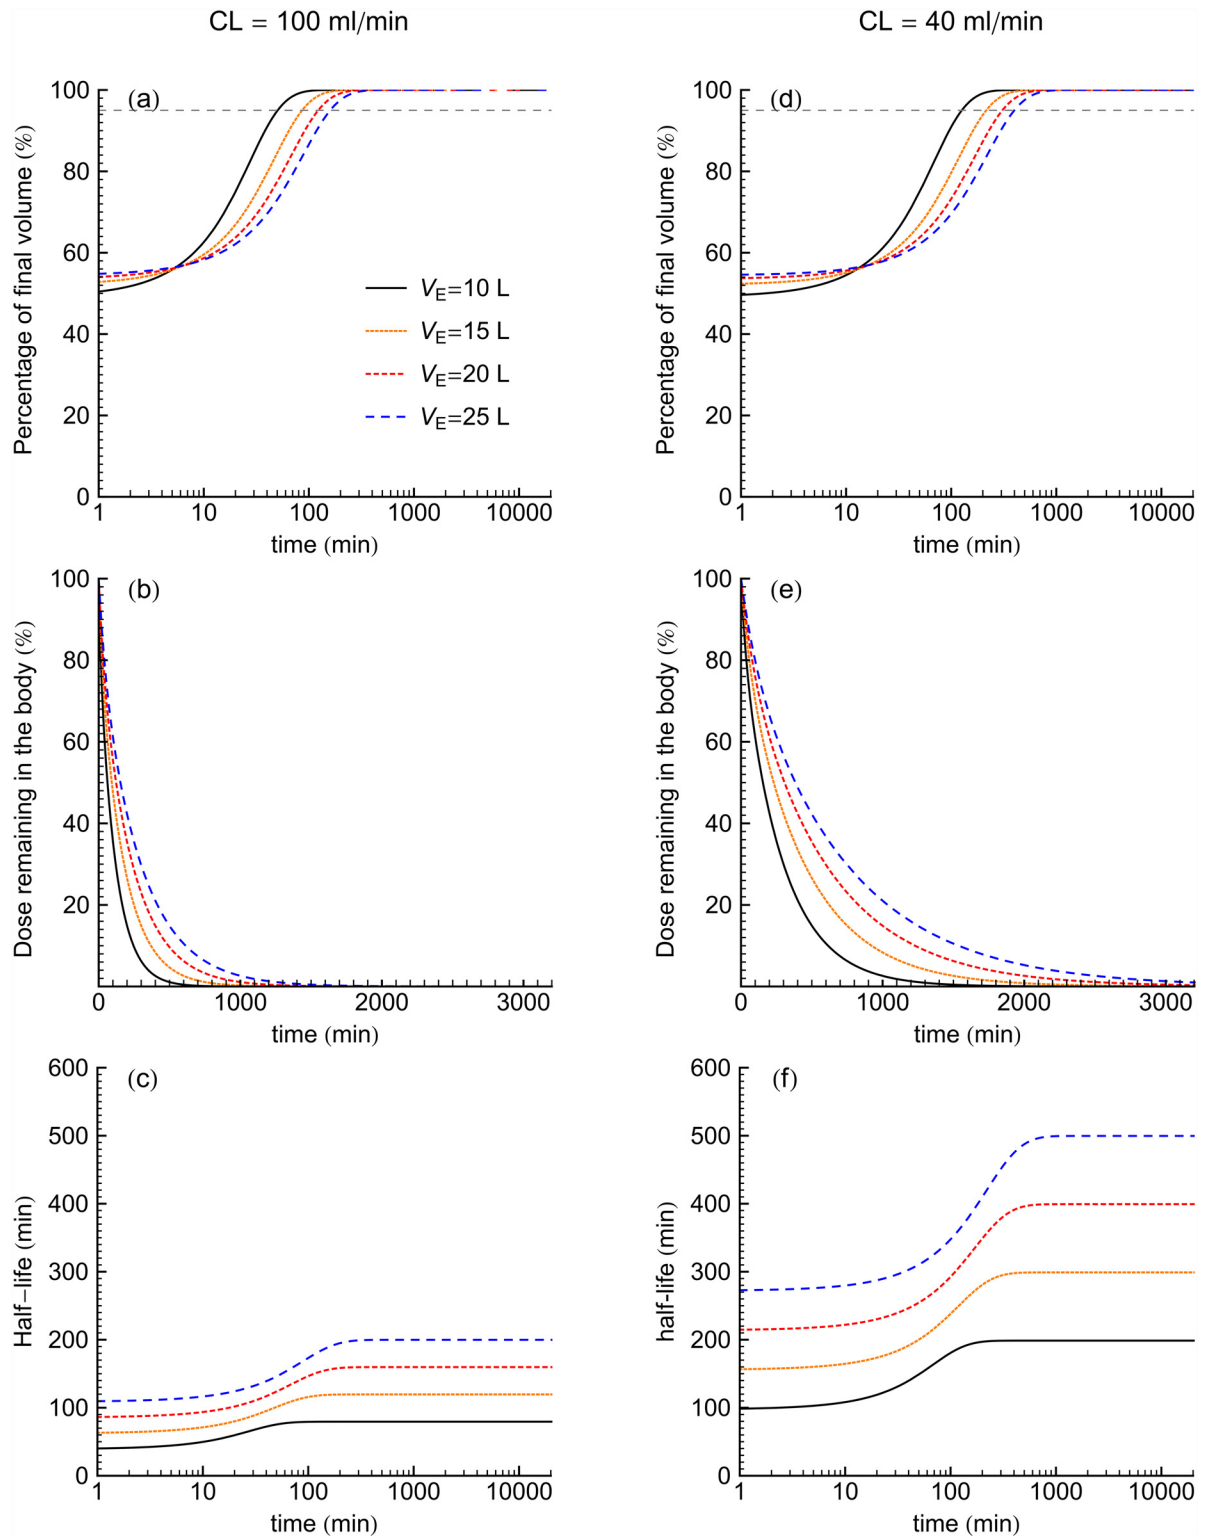 CL = 100 ml/min
CL = 40 ml/min
Percentage of final volume (%)
100
80
60
40
20
0
(a)
V_E=10 L
V_E=15 L
V_E=20 L
V_E=25 L
1 10 100 1000 10000
time (min)
Percentage of final volume (%)
100
80
60
40
20
0
(d)
1 10 100 1000 10000
time (min)
Dose remaining in the body (%)
100
80
60
40
20
(b)
0 1000 2000 3000
time (min)
Dose remaining in the body (%)
100
80
60
40
20
(e)
0 1000 2000 3000
time (min)
Half−life (min)
600
500
400
300
200
100
0
(c)
1 10 100 1000 10000
time (min)
half-life (min)
600
500
400
300
200
100
0
(f)
1 10 100 1000 10000
time (min)